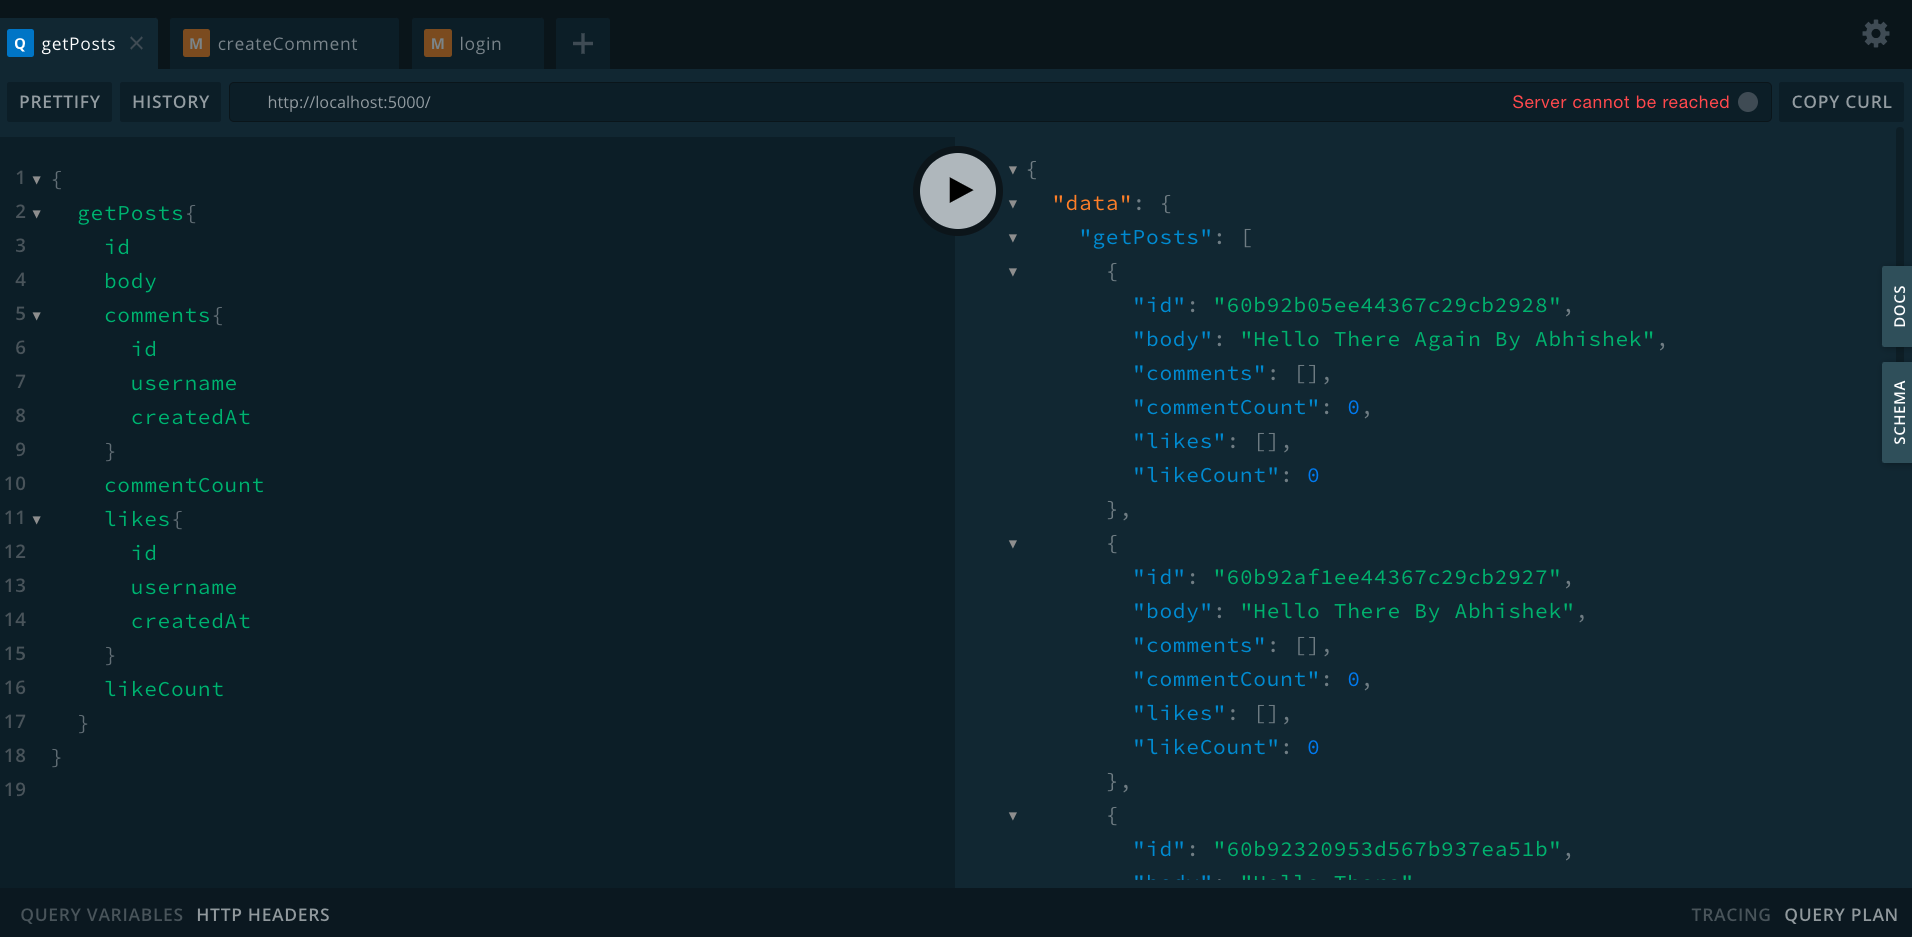 Q getPosts × M createComment M login +
PRETTIFY HISTORY http://localhost:5000/ Server cannot be reached COPY CURL
1 {
2 getPosts{
3 id
4 body
5 comments{
6 id
7 username
8 createdAt
9 }
10 commentCount
11 likes{
12 id
13 username
14 createdAt
15 }
16 likeCount
17 }
18 }
19
{
"data": {
"getPosts": [
{
"id": "60b92b05ee44367c29cb2928",
"body": "Hello There Again By Abhishek",
"comments": [],
"commentCount": 0,
"likes": [],
"likeCount": 0
},
{
"id": "60b92af1ee44367c29cb2927",
"body": "Hello There By Abhishek",
"comments": [],
"commentCount": 0,
"likes": [],
"likeCount": 0
},
{
"id": "60b92320953d567b937ea51b",
"body": "Hello There"
DOCS
SCHEMA
QUERY VARIABLES HTTP HEADERS TRACING QUERY PLAN